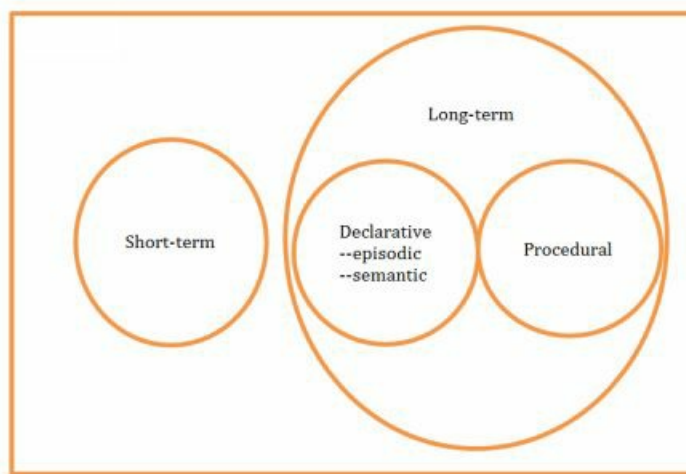 Long-term
Short-term
Declarative
--episodic
--semantic
Procedural